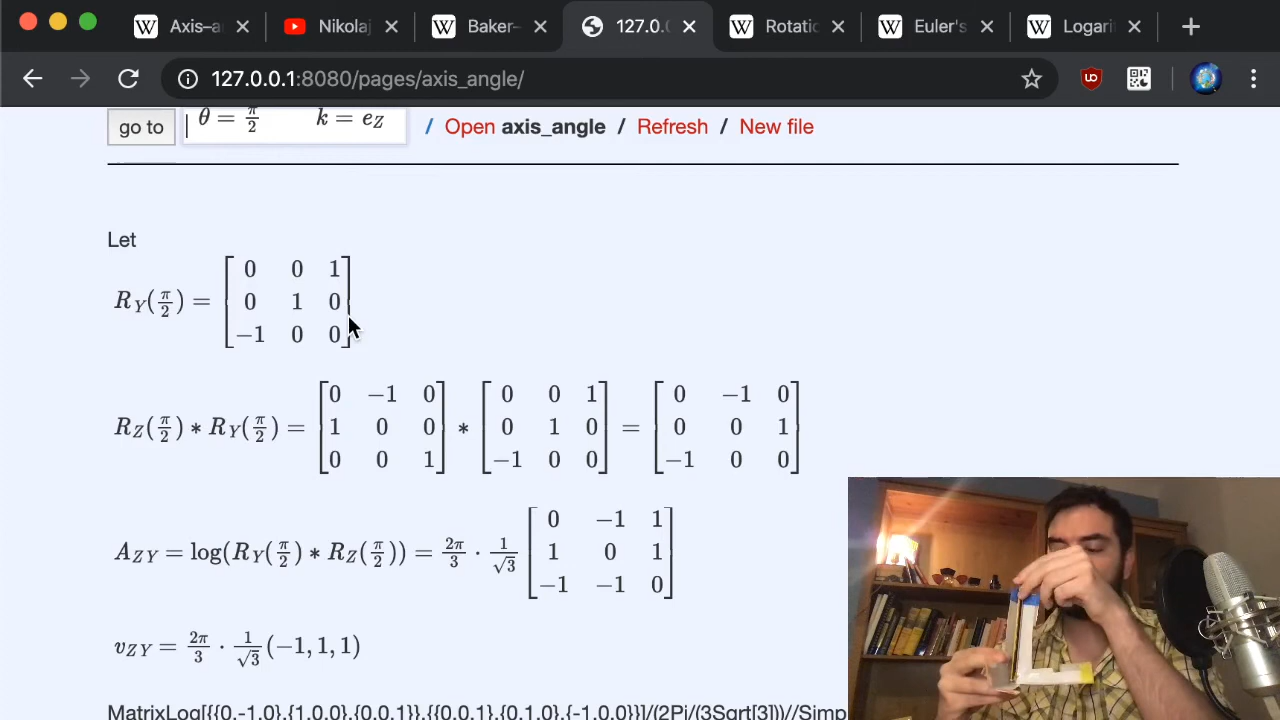 Axis–a
Nikolaj
Baker–
127.0.0
Rotatic
Euler's
Logari
127.0.0.1:8080/pages/axis_angle/
go to θ = π/2 k = e_Z / Open axis_angle / Refresh / New file
Let
R_Y(π/2) = [0 0 1; 0 1 0; −1 0 0]
R_Z(π/2) * R_Y(π/2) = [0 −1 0; 1 0 0; 0 0 1] * [0 0 1; 0 1 0; −1 0 0] = [0 −1 0; 0 0 1; −1 0 0]
A_ZY = log(R_Y(π/2) * R_Z(π/2)) = 2π/3 · 1/√3 [0 −1 1; 1 0 1; −1 −1 0]
v_ZY = 2π/3 · 1/√3 (−1, 1, 1)
MatrixLog[{{0,-1,0},{1,0,0},{0,0,1}}.{{0,0,1},{0,1,0},{-1,0,0}}]/(2Pi/(3Sqrt[3]))//Simp